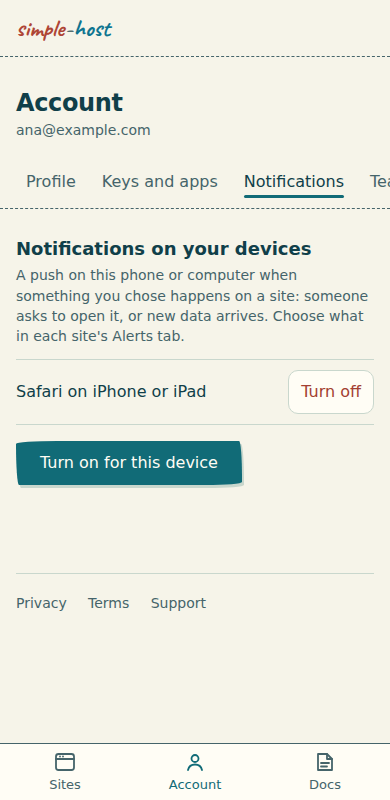 simple-host
Account
ana@example.com
Profile Keys and apps Notifications Tea
Notifications on your devices
A push on this phone or computer when
something you chose happens on a site: someone
asks to open it, or new data arrives. Choose what
in each site's Alerts tab.
Safari on iPhone or iPad Turn off
Turn on for this device
Privacy Terms Support
Sites Account Docs